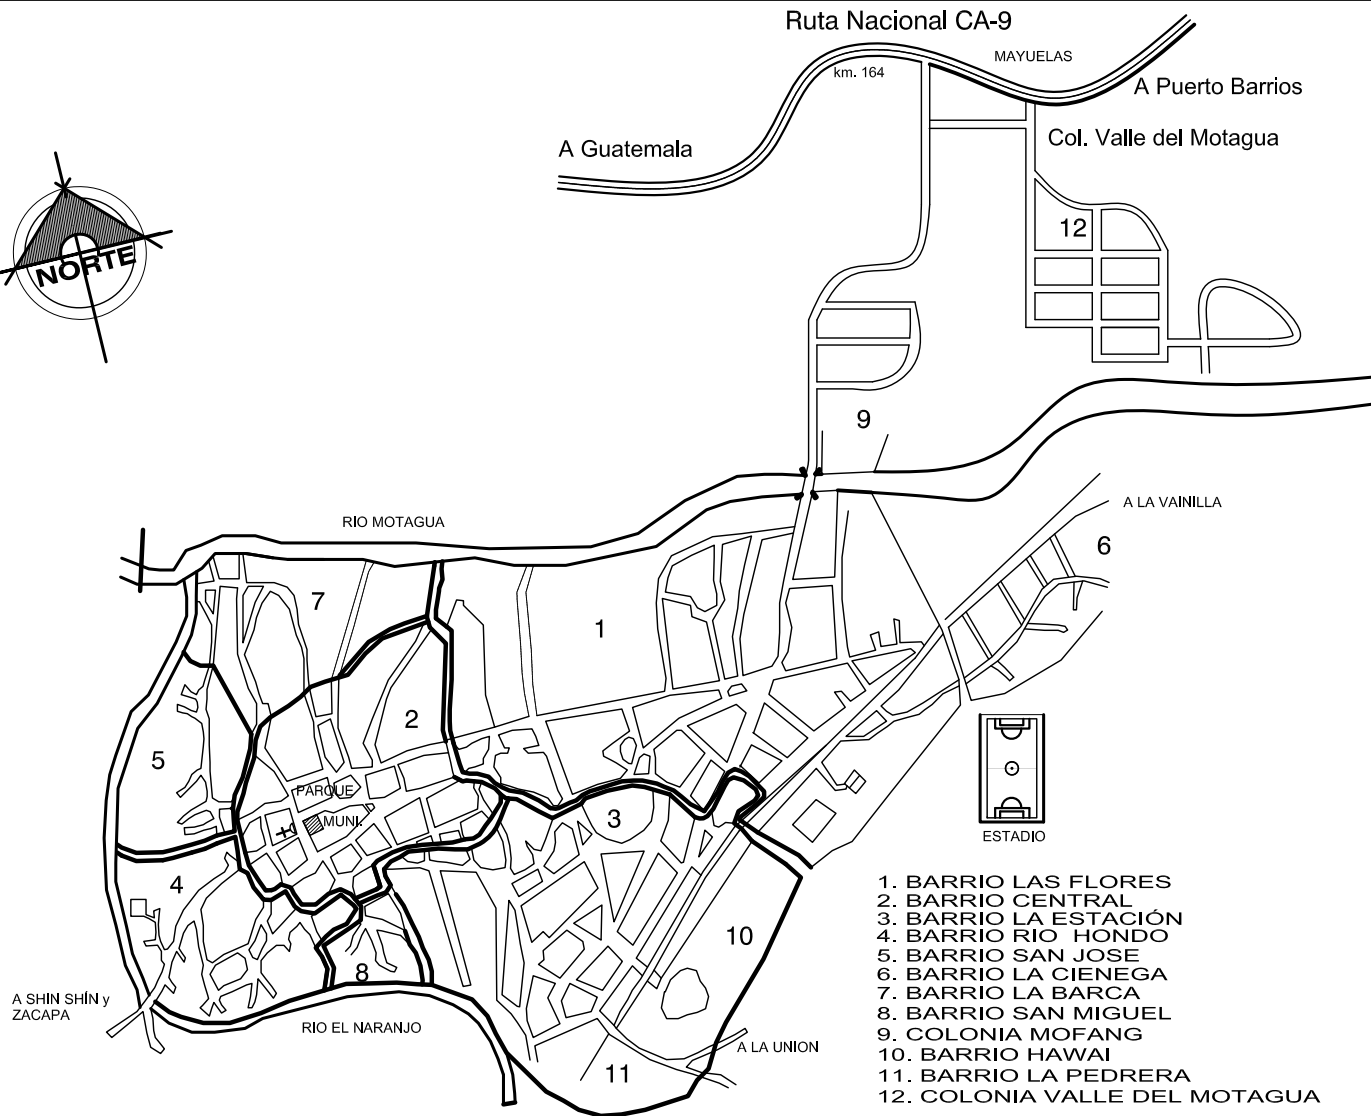 Ruta Nacional CA-9
MAYUELAS
km. 164
A Puerto Barrios
Col. Valle del Motagua
A Guatemala
NORTE
12
9
A LA VAINILLA
RIO MOTAGUA
6
7
1
2
5
PARQUE
MUNI.
3
ESTADIO
4
10
8
A SHIN SHÍN y
ZACAPA
RIO EL NARANJO
A LA UNION
11
1. BARRIO LAS FLORES
2. BARRIO CENTRAL
3. BARRIO LA ESTACIÓN
4. BARRIO RIO HONDO
5. BARRIO SAN JOSE
6. BARRIO LA CIENEGA
7. BARRIO LA BARCA
8. BARRIO SAN MIGUEL
9. COLONIA MOFANG
10. BARRIO HAWAI
11. BARRIO LA PEDRERA
12. COLONIA VALLE DEL MOTAGUA